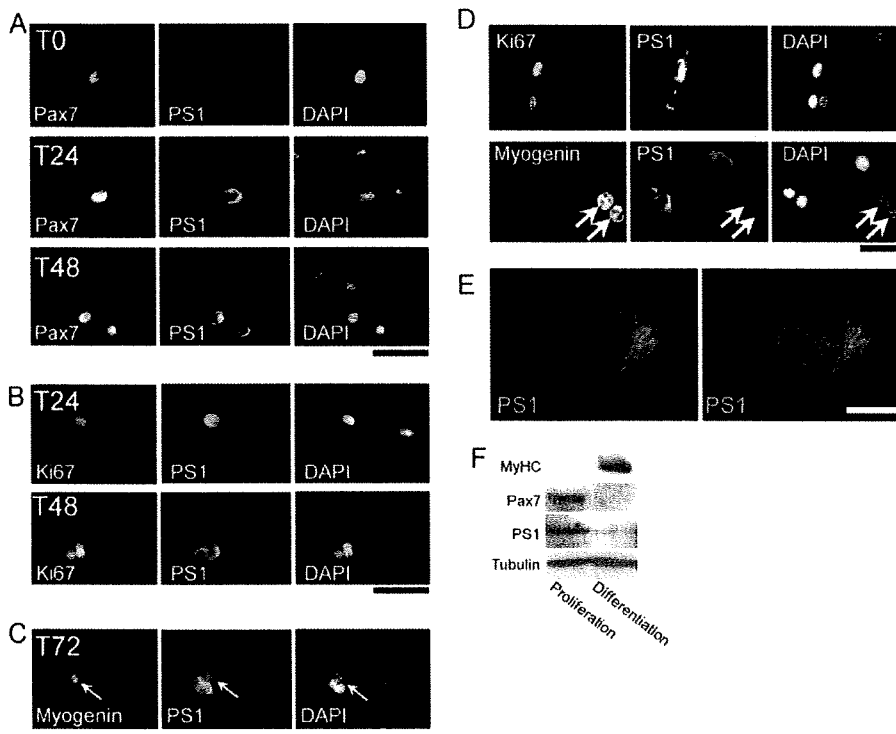 A
T0
Pax7 PS1 DAPI
T24
Pax7 PS1 DAPI
T48
Pax7 PS1 DAPI
B
T24
Ki67 PS1 DAPI
T48
Ki67 PS1 DAPI
C
T72
Myogenin PS1 DAPI
D
Ki67 PS1 DAPI
Myogenin PS1 DAPI
E
PS1 PS1
F
MyHC
Pax7
PS1
Tubulin
Proliferation
Differentiation